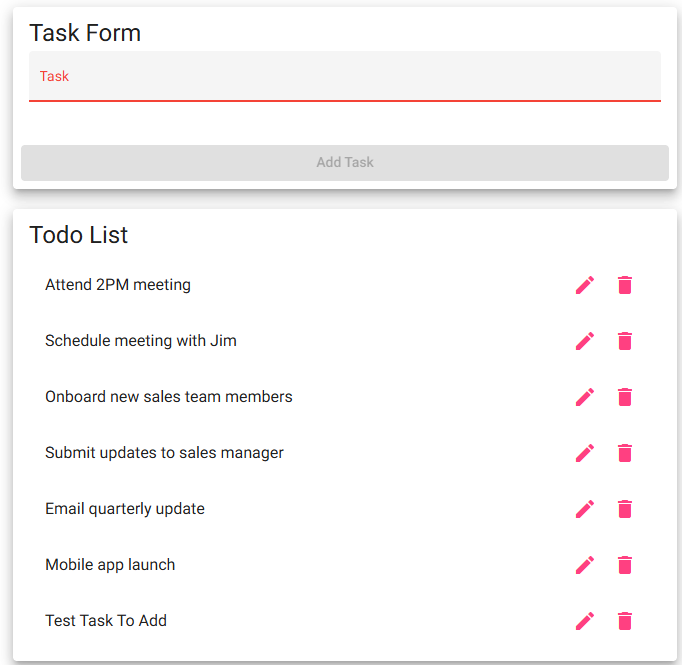 Task Form
Task
Add Task
Todo List
Attend 2PM meeting
Schedule meeting with Jim
Onboard new sales team members
Submit updates to sales manager
Email quarterly update
Mobile app launch
Test Task To Add